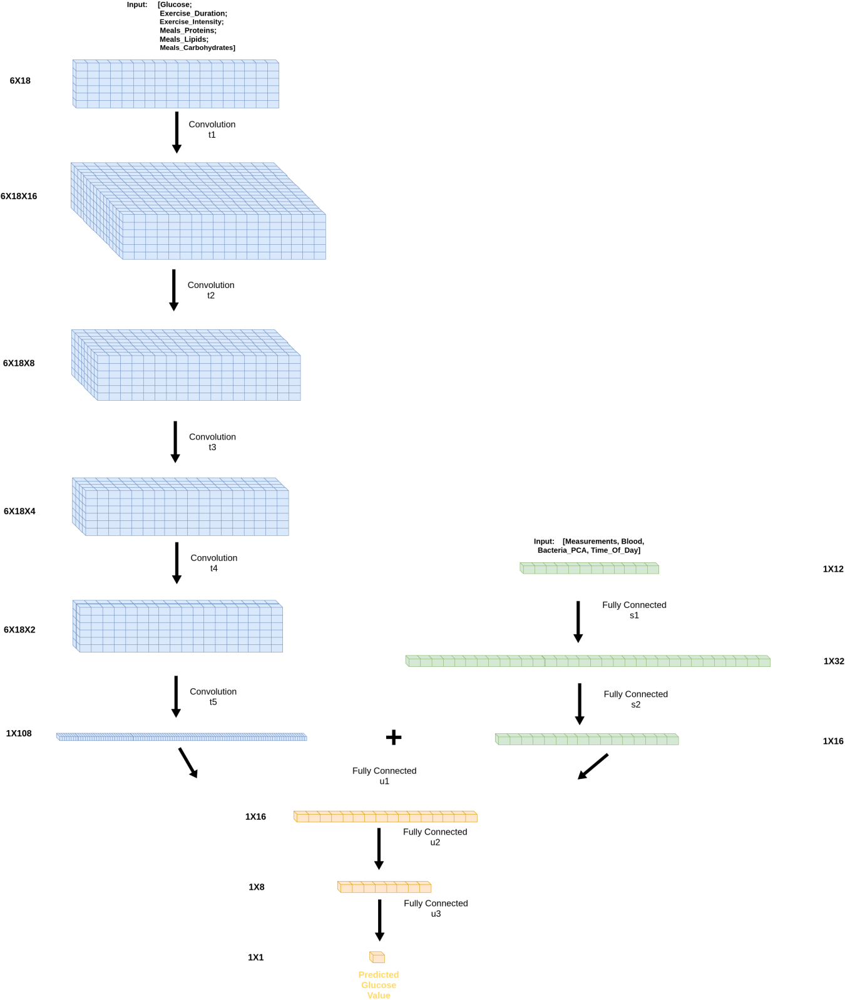 Input: [Glucose;
Exercise_Duration;
Exercise_Intensity;
Meals_Proteins;
Meals_Lipids;
Meals_Carbohydrates]
6X18
Convolution
t1
6X18X16
Convolution
t2
6X18X8
Convolution
t3
6X18X4
Convolution
t4
6X18X2
Convolution
t5
1X108
Input: [Measurements, Blood,
Bacteria_PCA, Time_Of_Day]
1X12
Fully Connected
s1
1X32
Fully Connected
s2
1X16
+
Fully Connected
u1
1X16
Fully Connected
u2
1X8
Fully Connected
u3
1X1
Predicted
Glucose
Value